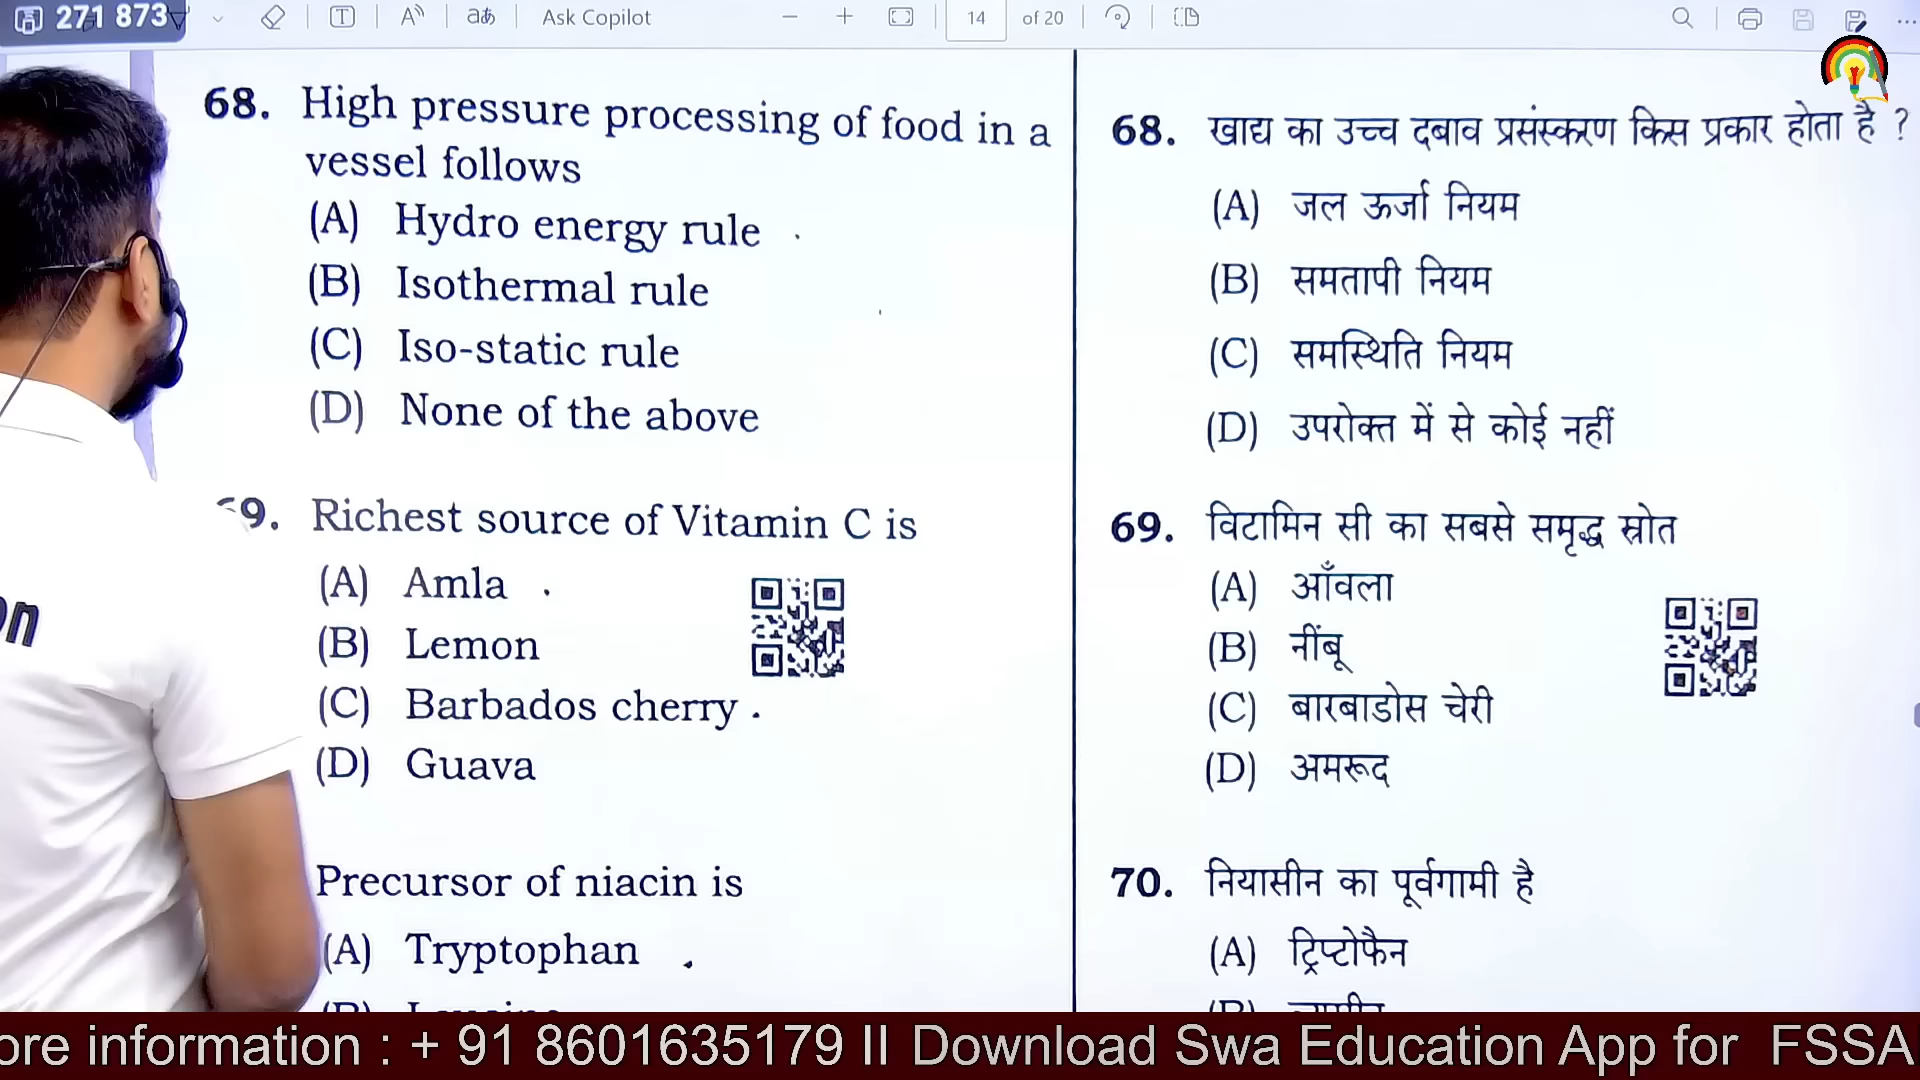 271 873
Ask Copilot
14 of 20
68. High pressure processing of food in a
vessel follows
(A) Hydro energy rule
(B) Isothermal rule
(C) Iso-static rule
(D) None of the above
9. Richest source of Vitamin C is
(A) Amla
(B) Lemon
(C) Barbados cherry
(D) Guava
Precursor of niacin is
(A) Tryptophan
68. खाद्य का उच्च दबाव प्रसंस्करण किस प्रकार होता है ?
(A) जल ऊर्जा नियम
(B) समतापी नियम
(C) समस्थिति नियम
(D) उपरोक्त में से कोई नहीं
69. विटामिन सी का सबसे समृद्ध स्रोत
(A) आँवला
(B) नींबू
(C) बारबाडोस चेरी
(D) अमरूद
70. नियासीन का पूर्वगामी है
(A) ट्रिप्टोफैन
on
ore information : + 91 8601635179 II Download Swa Education App for FSSA